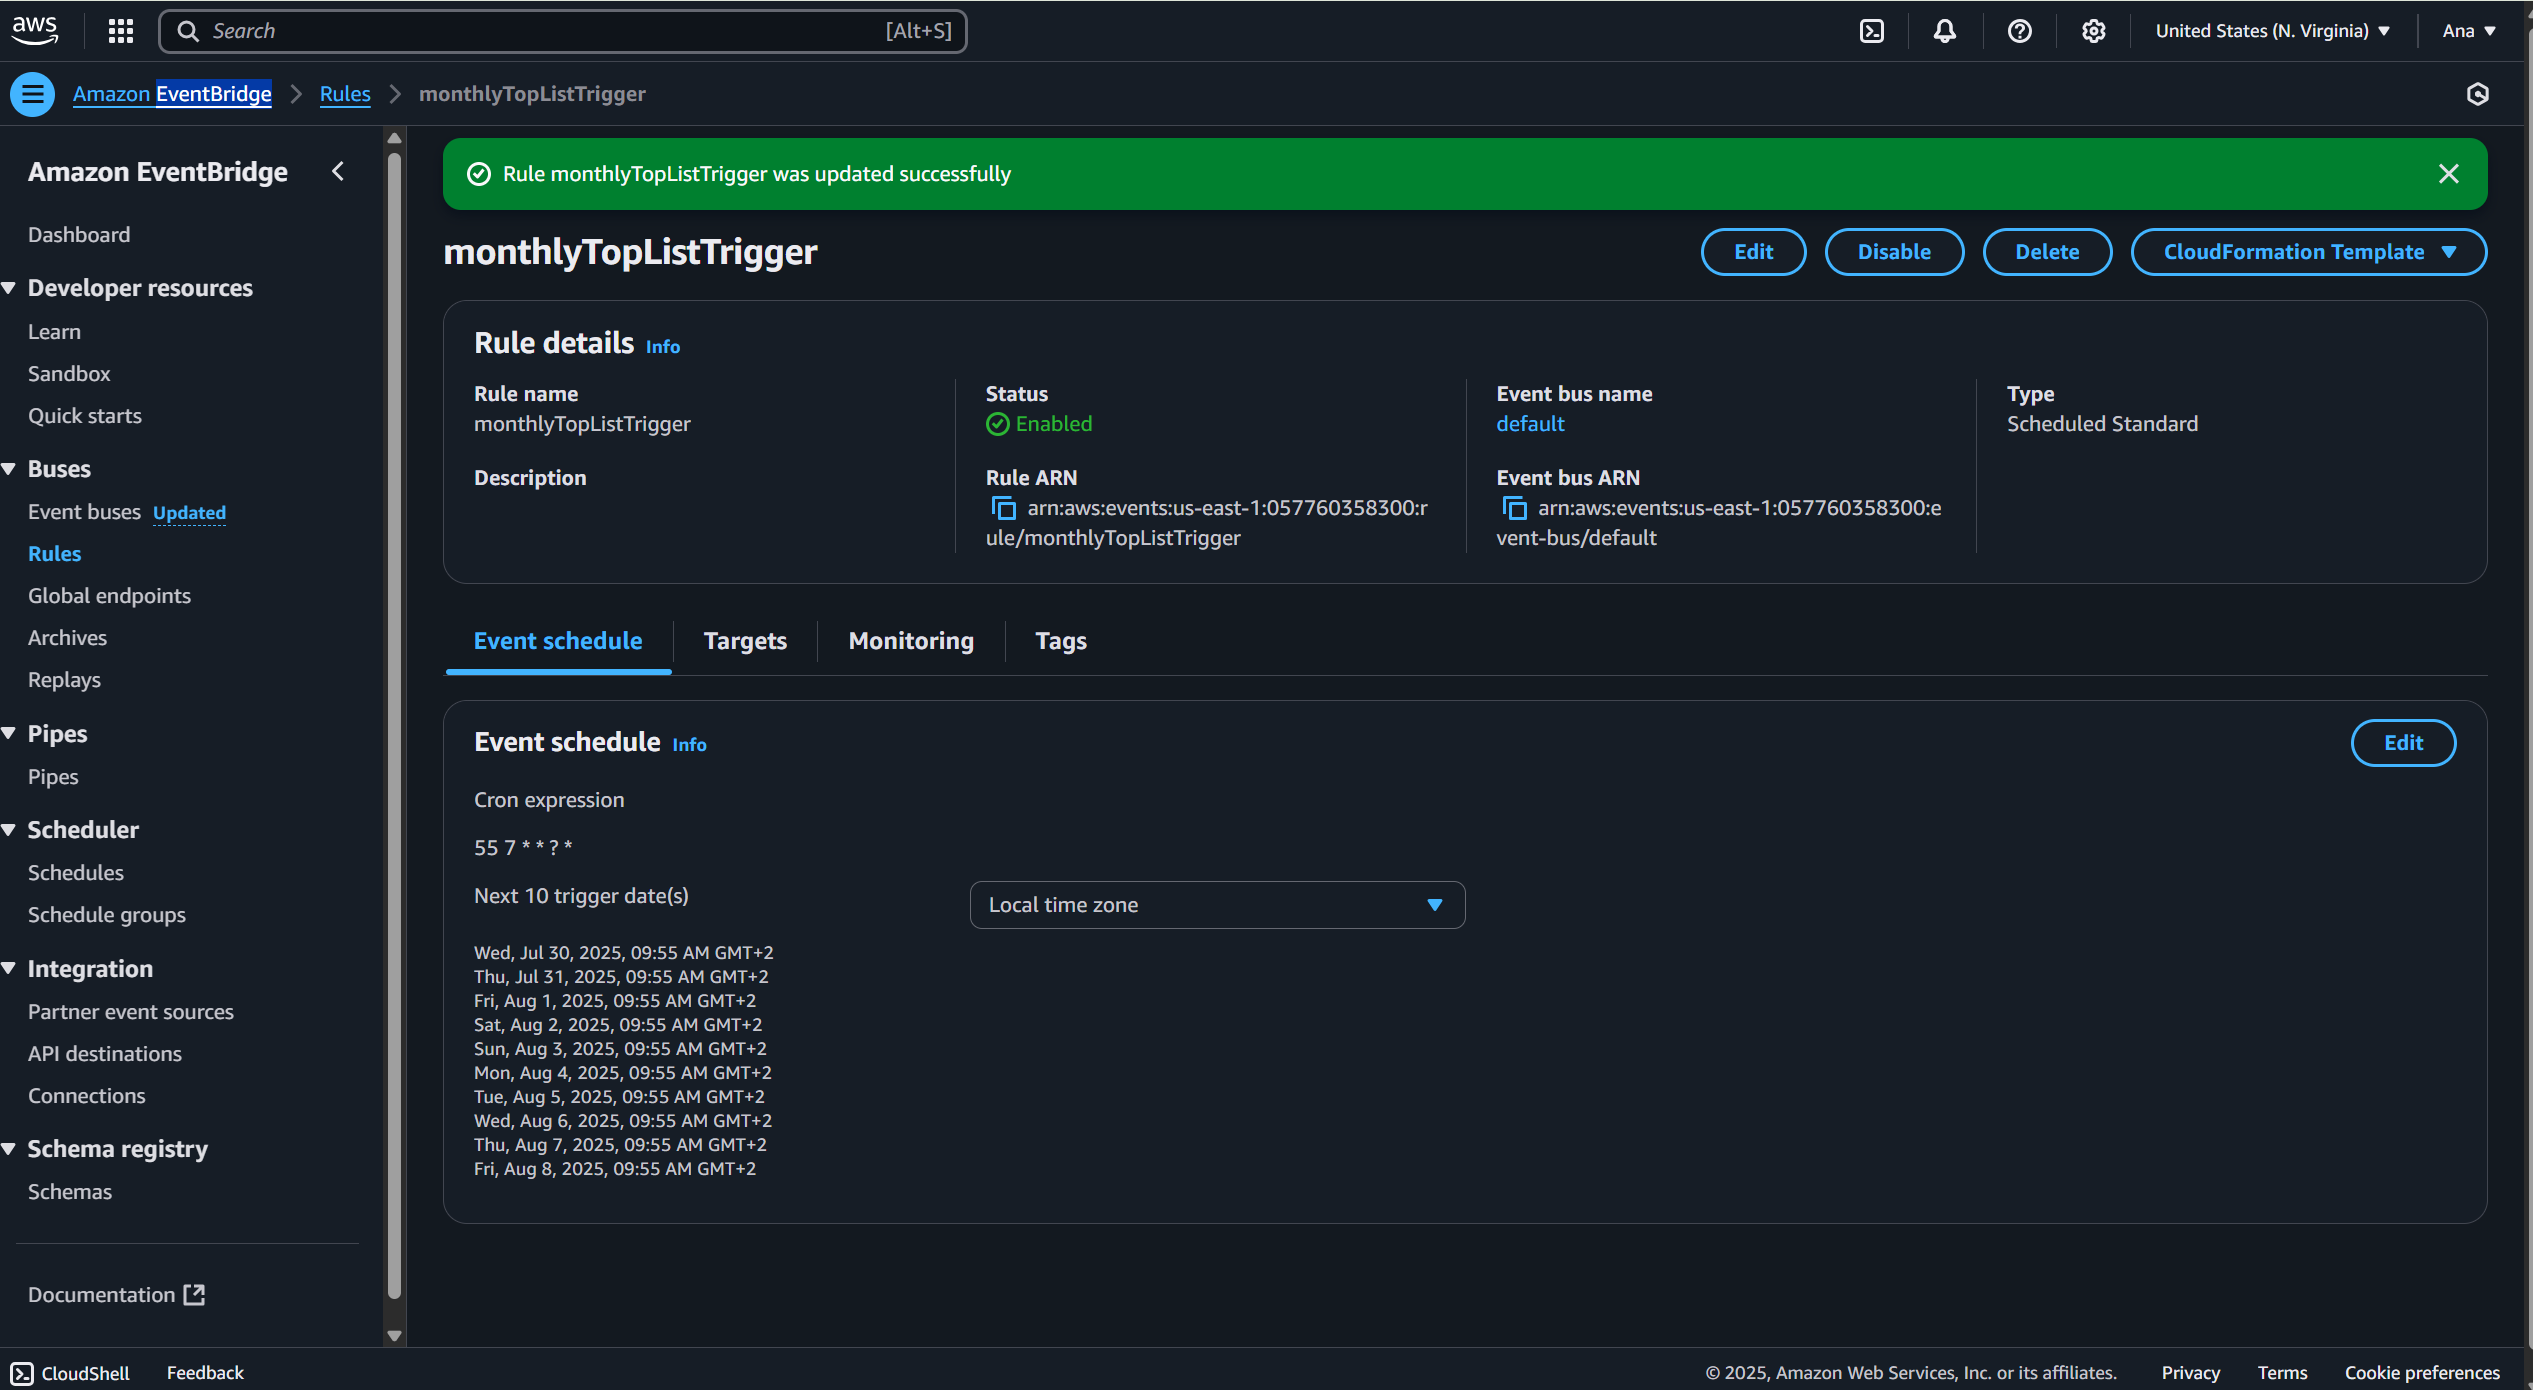 aws
Search
[Alt+S]
United States (N. Virginia)
Ana
Amazon EventBridge
Rules
monthlyTopListTrigger
Amazon EventBridge
Dashboard
Developer resources
Learn
Sandbox
Quick starts
Buses
Event buses Updated
Rules
Global endpoints
Archives
Replays
Pipes
Pipes
Scheduler
Schedules
Schedule groups
Integration
Partner event sources
API destinations
Connections
Schema registry
Schemas
Documentation
Rule monthlyTopListTrigger was updated successfully
monthlyTopListTrigger
Edit
Disable
Delete
CloudFormation Template
Rule details Info
Rule name
monthlyTopListTrigger
Description
Status
Enabled
Rule ARN
arn:aws:events:us-east-1:057760358300:r
ule/monthlyTopListTrigger
Event bus name
default
Event bus ARN
arn:aws:events:us-east-1:057760358300:e
vent-bus/default
Type
Scheduled Standard
Event schedule
Targets
Monitoring
Tags
Event schedule Info
Edit
Cron expression
55 7 * * ? *
Next 10 trigger date(s)
Local time zone
Wed, Jul 30, 2025, 09:55 AM GMT+2
Thu, Jul 31, 2025, 09:55 AM GMT+2
Fri, Aug 1, 2025, 09:55 AM GMT+2
Sat, Aug 2, 2025, 09:55 AM GMT+2
Sun, Aug 3, 2025, 09:55 AM GMT+2
Mon, Aug 4, 2025, 09:55 AM GMT+2
Tue, Aug 5, 2025, 09:55 AM GMT+2
Wed, Aug 6, 2025, 09:55 AM GMT+2
Thu, Aug 7, 2025, 09:55 AM GMT+2
Fri, Aug 8, 2025, 09:55 AM GMT+2
CloudShell
Feedback
© 2025, Amazon Web Services, Inc. or its affiliates.
Privacy
Terms
Cookie preferences